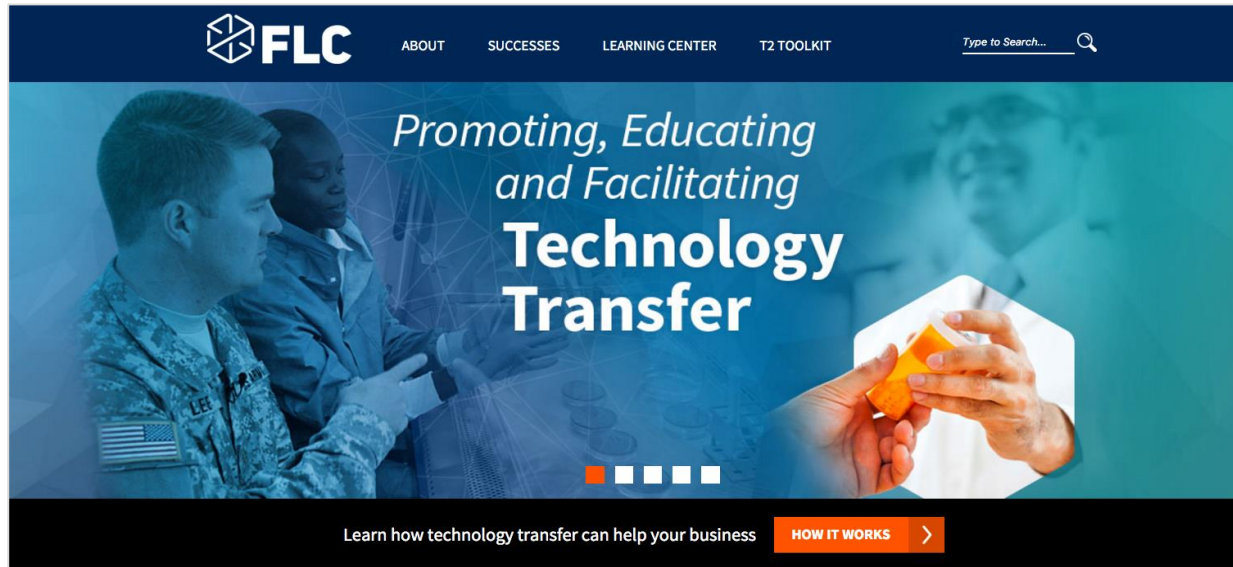 FLC
ABOUT
SUCCESSES
LEARNING CENTER
T2 TOOLKIT
Type to Search...
Promoting, Educating
and Facilitating
Technology
Transfer
LEE
Learn how technology transfer can help your business
HOW IT WORKS